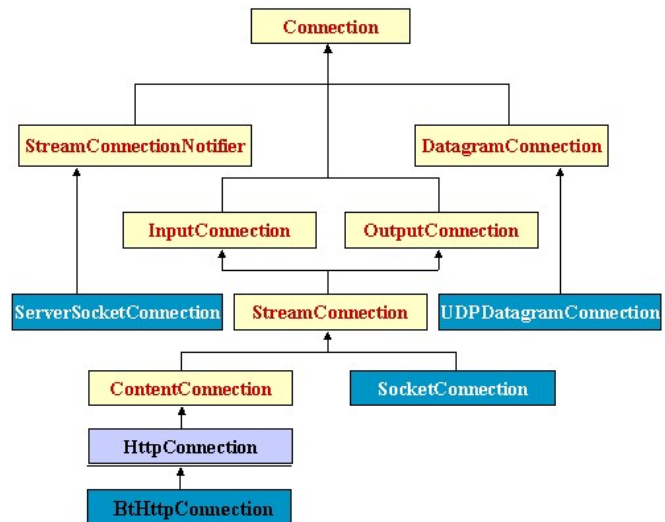 Connection
StreamConnectionNotifier
DatagramConnection
InputConnection
OutputConnection
ServerSocketConnection
StreamConnection
UDPDatagramConnection
ContentConnection
SocketConnection
HttpConnection
BtHttpConnection